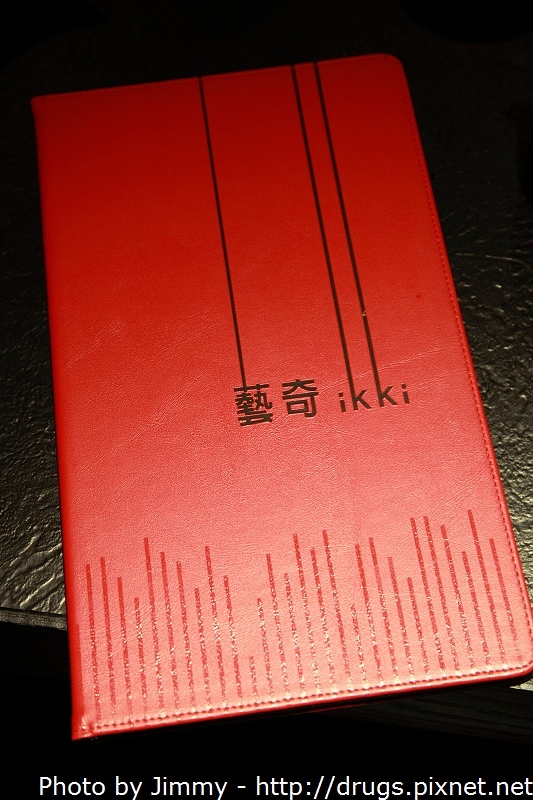 藝奇 ikki
Photo by Jimmy - http://drugs.pixnet.net